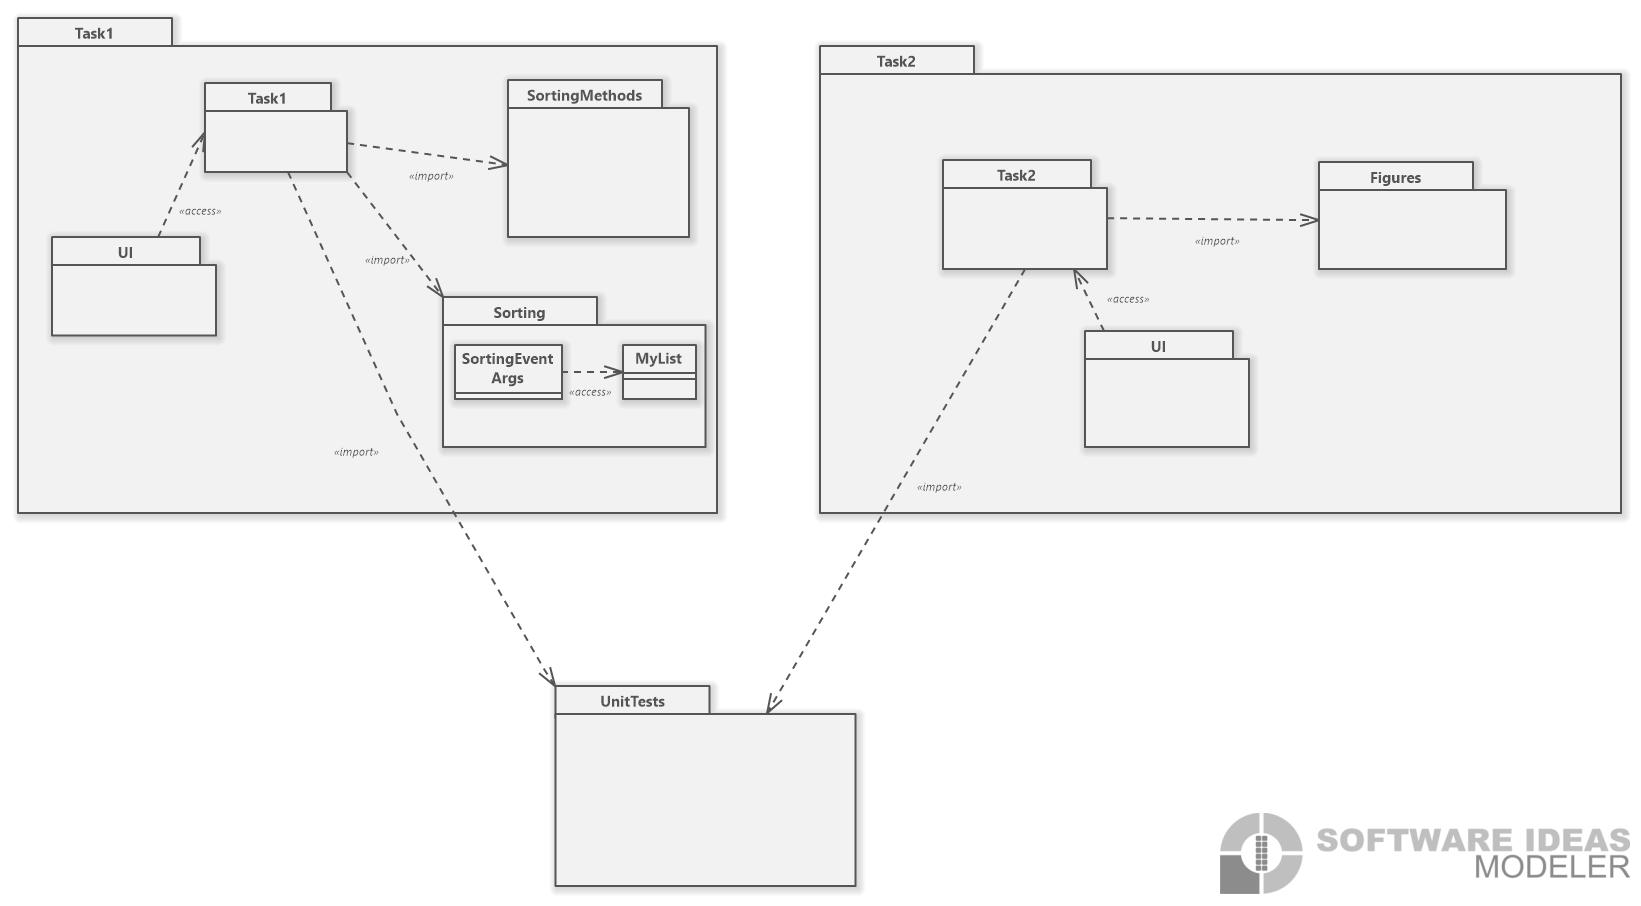 Task1
Task1
SortingMethods
«import»
«access»
UI
«import»
Sorting
SortingEvent
Args
MyList
«access»
«import»
Task2
Task2
Figures
«import»
«access»
UI
«import»
UnitTests
SOFTWARE IDEAS
MODELER